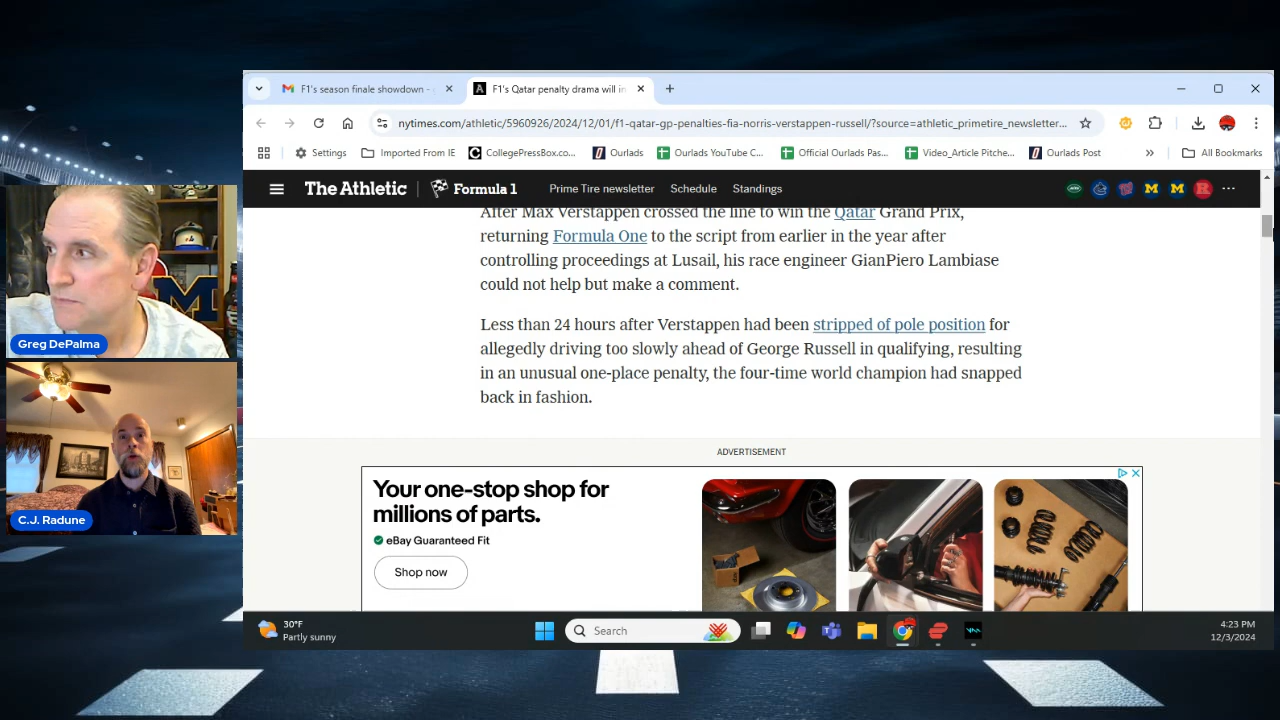 F1's season finale showdown -
F1's Qatar penalty drama will in
nytimes.com/athletic/5960926/2024/12/01/f1-qatar-gp-penalties-fia-norris-verstappen-russell/?source=athletic_primetire_newsletter...
Settings
Imported From IE
CollegePressBox.co...
Ourlads
Ourlads YouTube C...
Official Ourlads Pas...
Video_Article Pitche...
Ourlads Post
»
All Bookmarks
The Athletic
Formula 1
Prime Tire newsletter
Schedule
Standings
After Max Verstappen crossed the line to win the Qatar Grand Prix,
returning Formula One to the script from earlier in the year after
controlling proceedings at Lusail, his race engineer GianPiero Lambiase
could not help but make a comment.
Less than 24 hours after Verstappen had been stripped of pole position for
allegedly driving too slowly ahead of George Russell in qualifying, resulting
in an unusual one-place penalty, the four-time world champion had snapped
back in fashion.
ADVERTISEMENT
Your one-stop shop for
millions of parts.
eBay Guaranteed Fit
Shop now
Greg DePalma
C.J. Radune
30°F
Partly sunny
Search
4:23 PM
12/3/2024